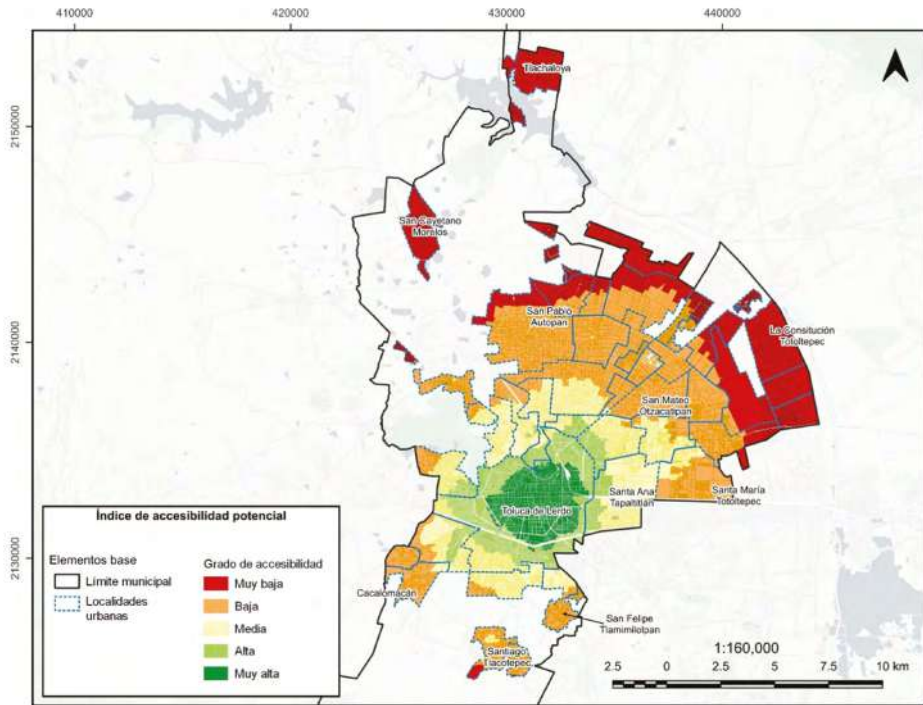 410000
420000
430000
440000
2150000
2140000
2130000
Tlachaloya
San Cayetano
Morelos
San Pablo
Autopan
La Consitución
Totoltepec
San Mateo
Otzacatipan
Santa Ana
Tapaltitlán
Santa María
Totoltepec
Toluca de Lerdo
Cacalomacán
San Felipe
Tlamimilolpan
Santiago
Tlacotepec
Índice de accesibilidad potencial
Elementos base
Límite municipal
Localidades
urbanas
Grado de accesibilidad
Muy baja
Baja
Media
Alta
Muy alta
1:160,000
2.5 0 2.5 5 7.5 10 km